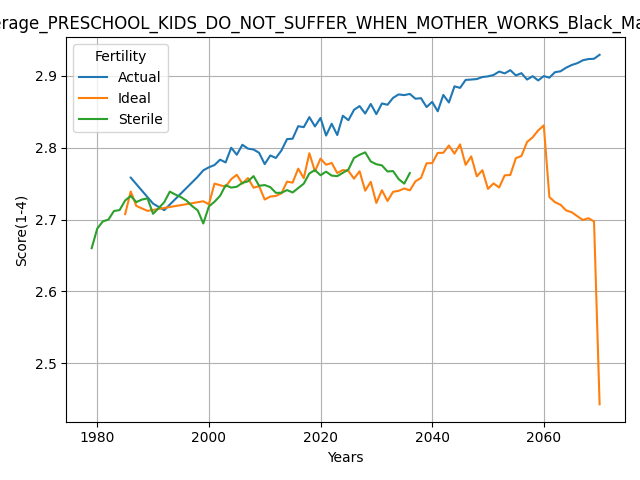 erage_PRESCHOOL_KIDS_DO_NOT_SUFFER_WHEN_MOTHER_WORKS_Black_Ma
Fertility
Actual
Ideal
Sterile
2.9
2.8
2.7
2.6
2.5
Score(1-4)
1980 2000 2020 2040 2060
Years